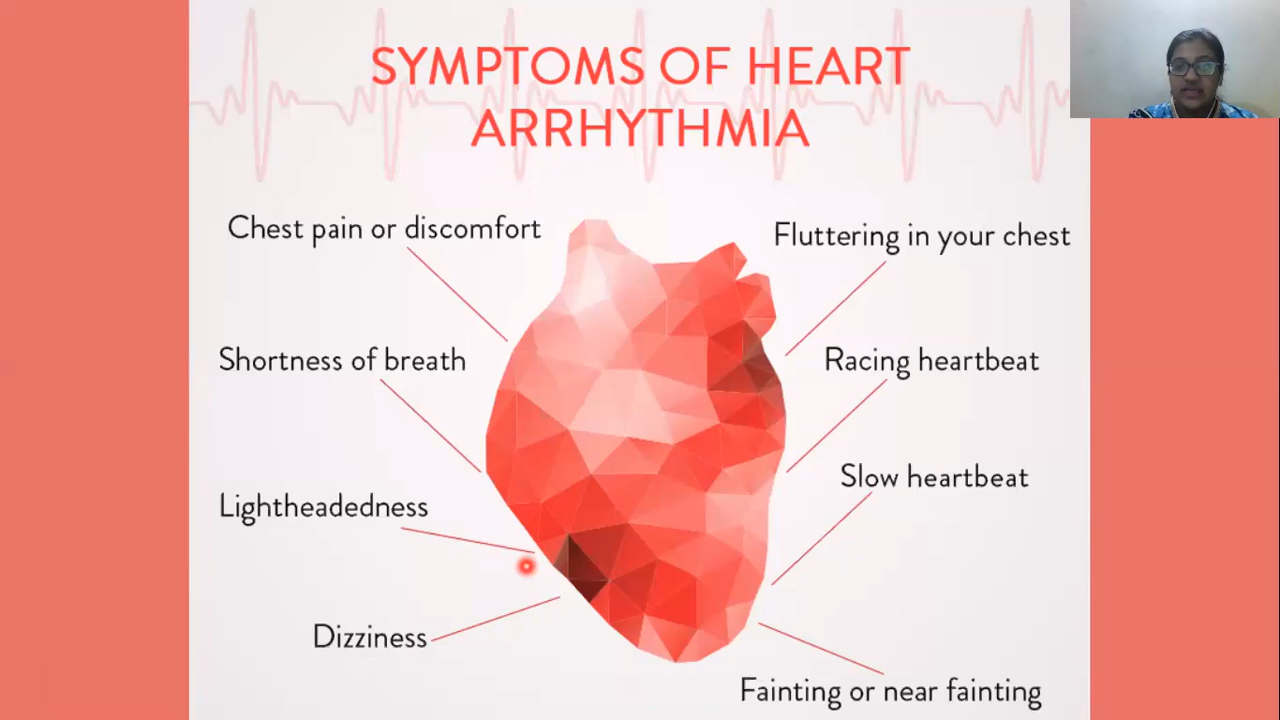 SYMPTOMS OF HEART
ARRHYTHMIA
Chest pain or discomfort
Fluttering in your chest
Shortness of breath
Racing heartbeat
Slow heartbeat
Lightheadedness
Dizziness
Fainting or near fainting